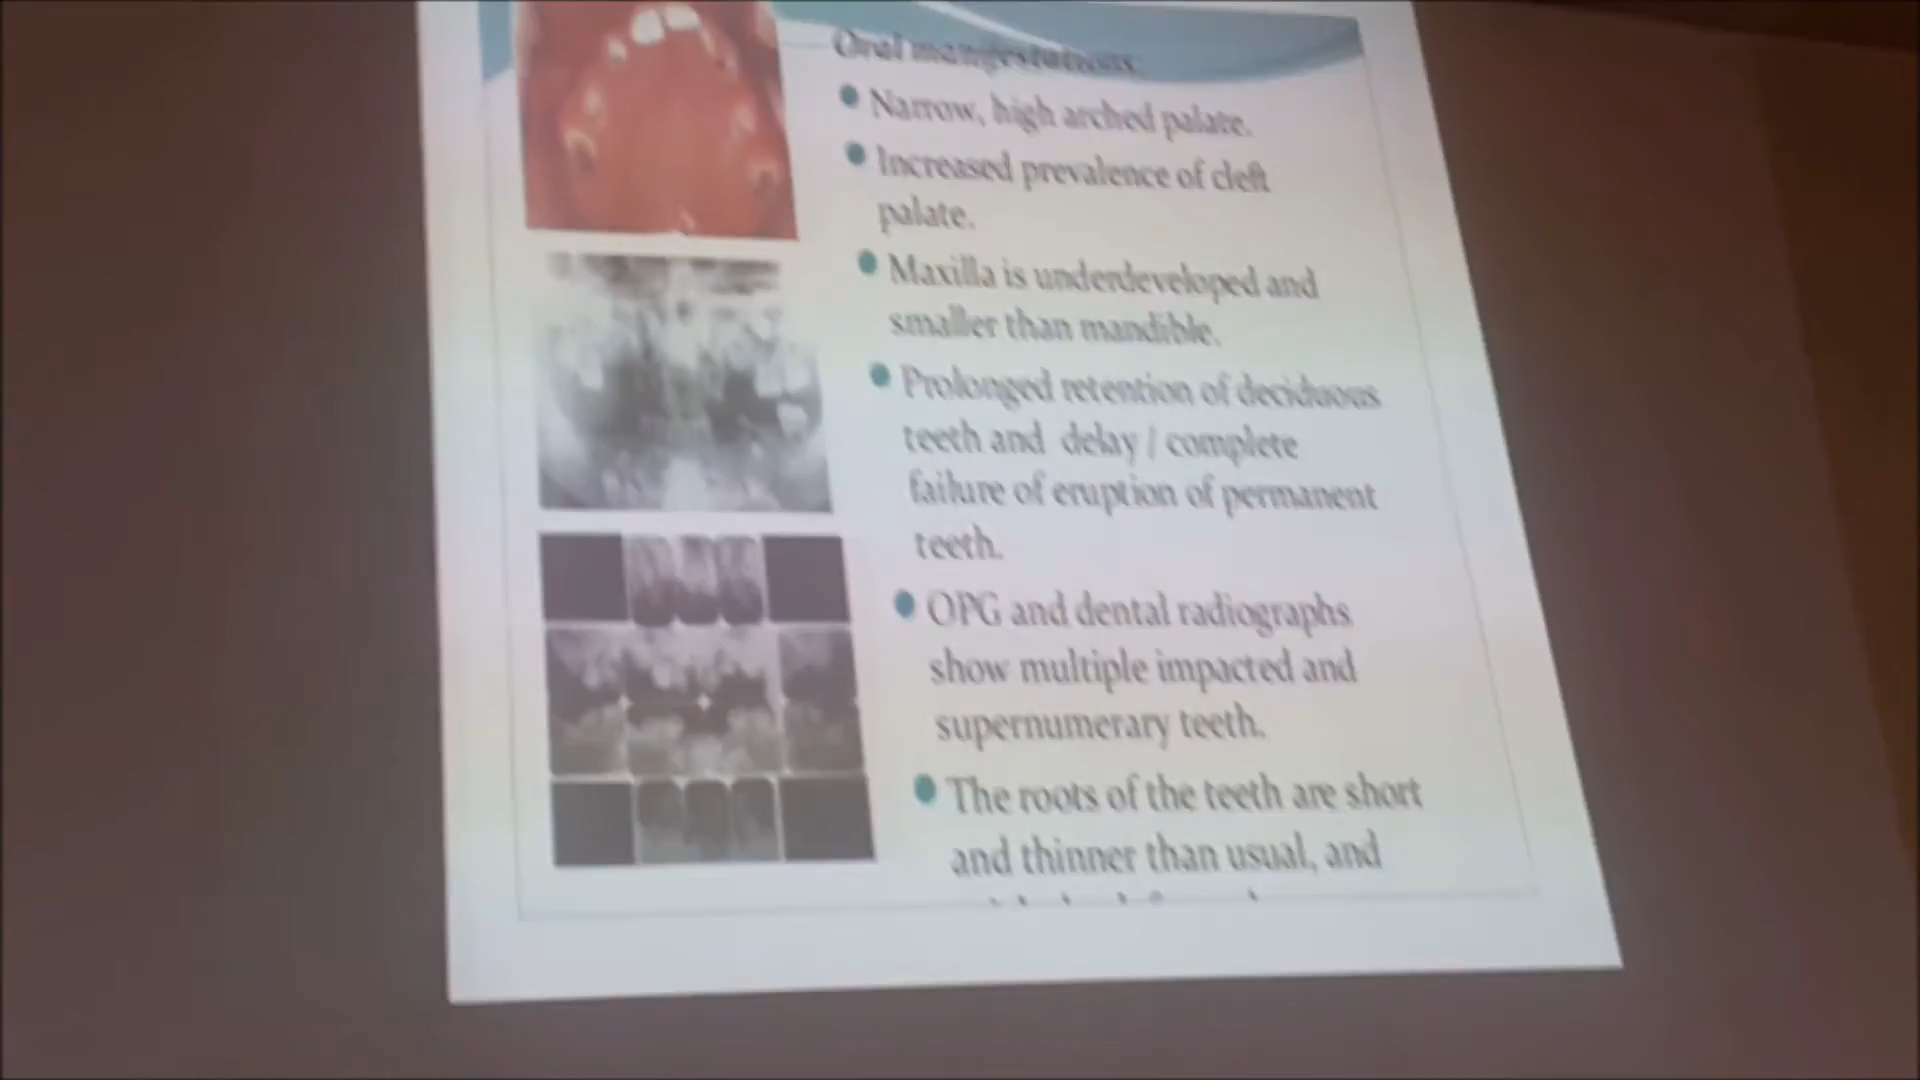 Oral manifestations:
Narrow, high arched palate.
Increased prevalence of cleft
palate.
Maxilla is underdeveloped and
smaller than mandible.
Prolonged retention of deciduous
teeth and delay / complete
failure of eruption of permanent
teeth.
OPG and dental radiographs
show multiple impacted and
supernumerary teeth.
The roots of the teeth are short
and thinner than usual, and